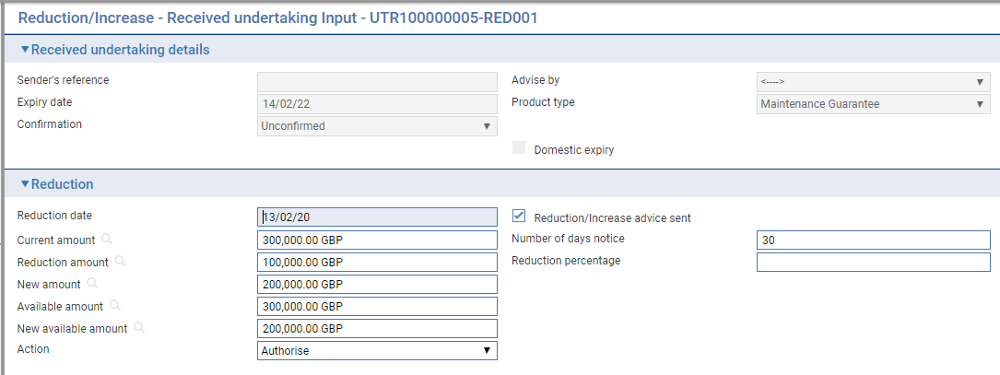 Reduction/Increase - Received undertaking Input - UTR100000005-RED001
Received undertaking details
Sender's reference
Advise by <---->
Expiry date 14/02/22
Product type Maintenance Guarantee
Confirmation Unconfirmed
Domestic expiry
Reduction
Reduction date 13/02/20
Reduction/Increase advice sent
Current amount 300,000.00 GBP
Number of days notice 30
Reduction amount 100,000.00 GBP
Reduction percentage
New amount 200,000.00 GBP
Available amount 300,000.00 GBP
New available amount 200,000.00 GBP
Action Authorise